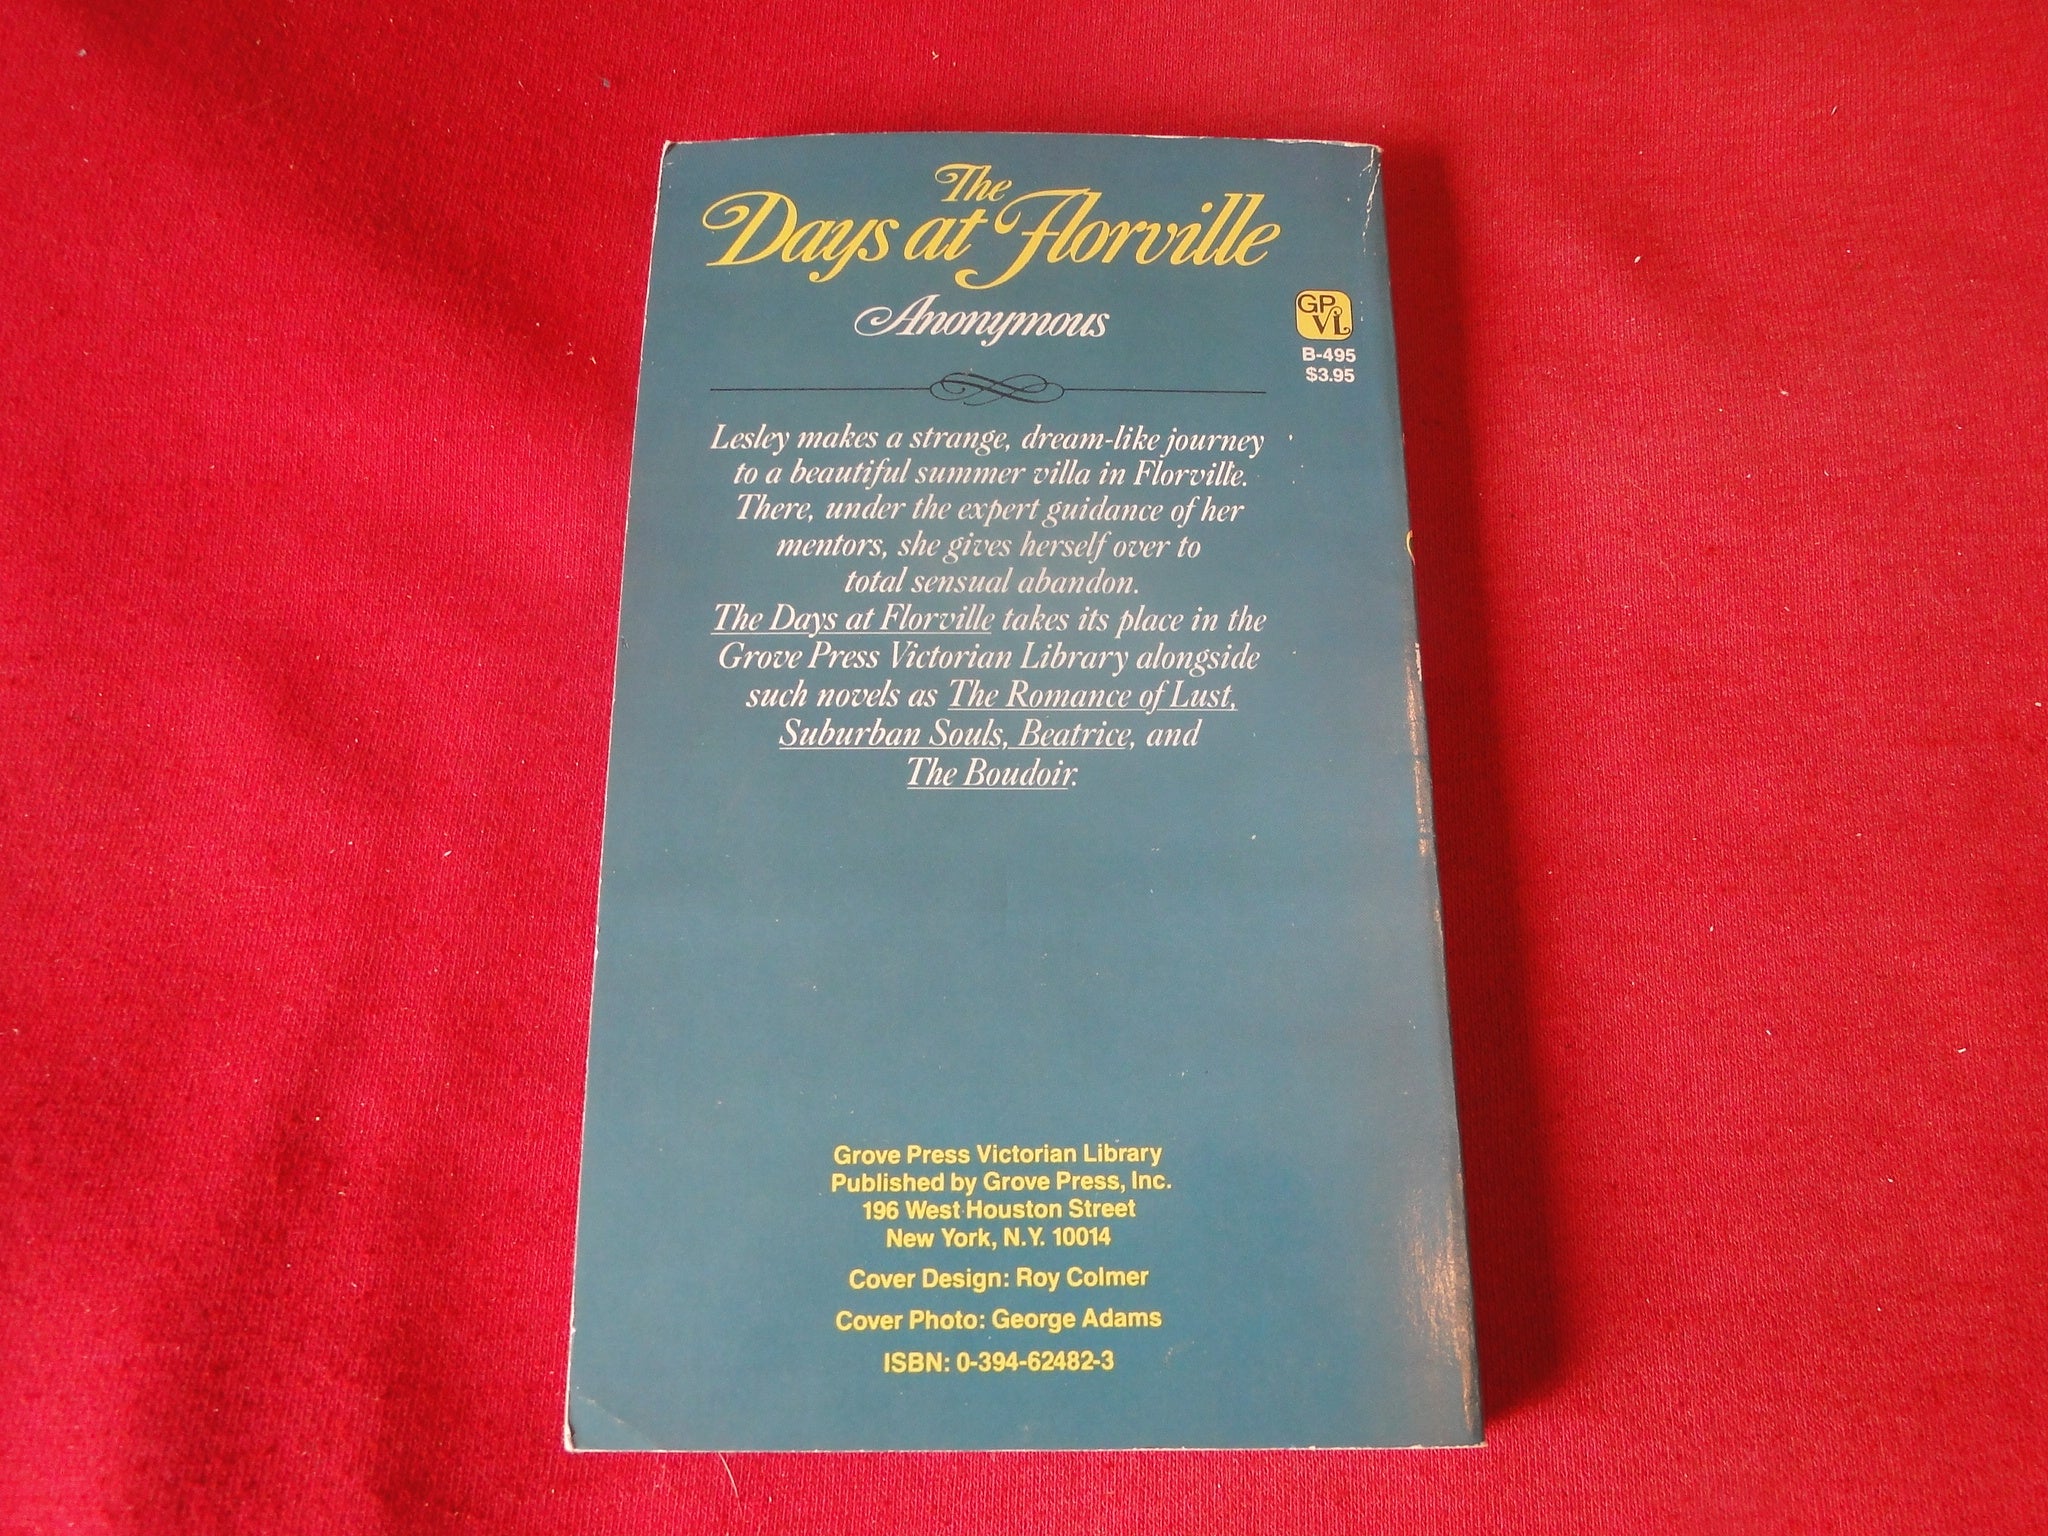 The
Days at Florville
Anonymous
GP
VL
B-495
$3.95
Lesley makes a strange, dream-like journey
to a beautiful summer villa in Florville.
There, under the expert guidance of her
mentors, she gives herself over to
total sensual abandon.
The Days at Florville takes its place in the
Grove Press Victorian Library alongside
such novels as The Romance of Lust,
Suburban Souls, Beatrice, and
The Boudoir.
Grove Press Victorian Library
Published by Grove Press, Inc.
196 West Houston Street
New York, N.Y. 10014
Cover Design: Roy Colmer
Cover Photo: George Adams
ISBN: 0-394-62482-3